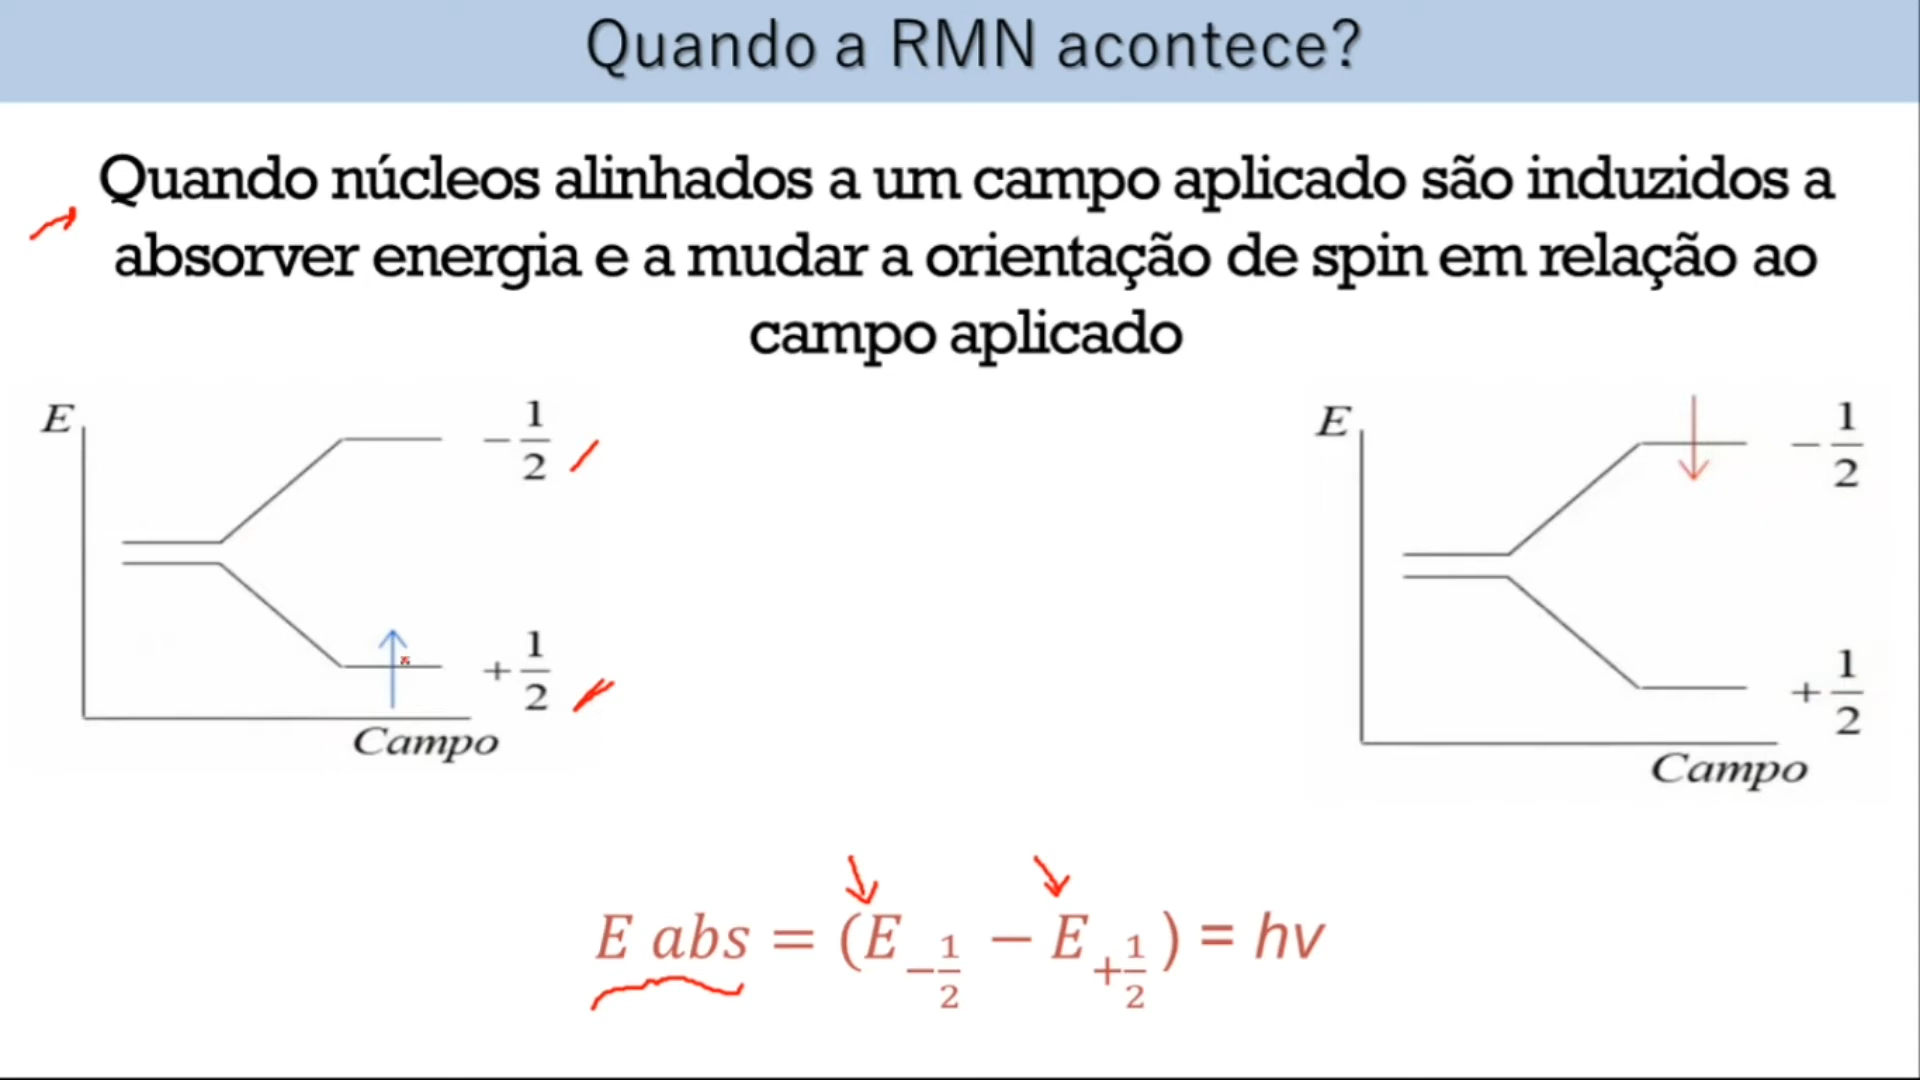 Quando a RMN acontece?
Quando núcleos alinhados a um campo aplicado são induzidos a
absorver energia e a mudar a orientação de spin em relação ao
campo aplicado
E
− 1/2
+ 1/2
Campo
E
− 1/2
+ 1/2
Campo
E abs = (E −1/2 − E +1/2 ) = hv